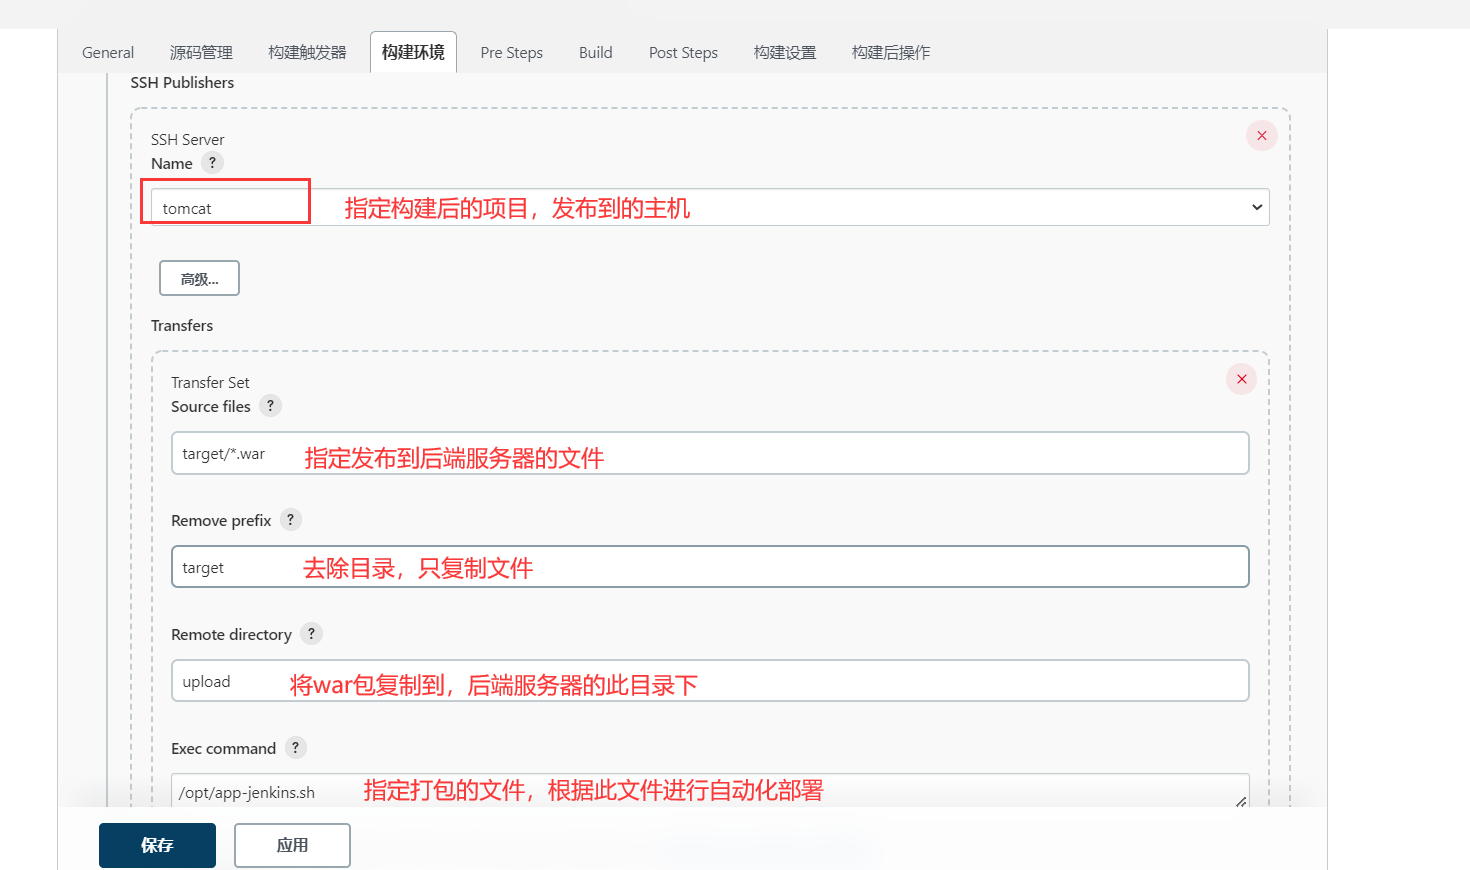 General 源码管理 构建触发器 构建环境 Pre Steps Build Post Steps 构建设置 构建后操作
SSH Publishers
SSH Server
Name ?
tomcat 指定构建后的项目，发布到的主机
高级...
Transfers
Transfer Set
Source files ?
target/*.war 指定发布到后端服务器的文件
Remove prefix ?
target 去除目录，只复制文件
Remote directory ?
upload 将war包复制到，后端服务器的此目录下
Exec command ?
/opt/app-jenkins.sh 指定打包的文件，根据此文件进行自动化部署
保存 应用